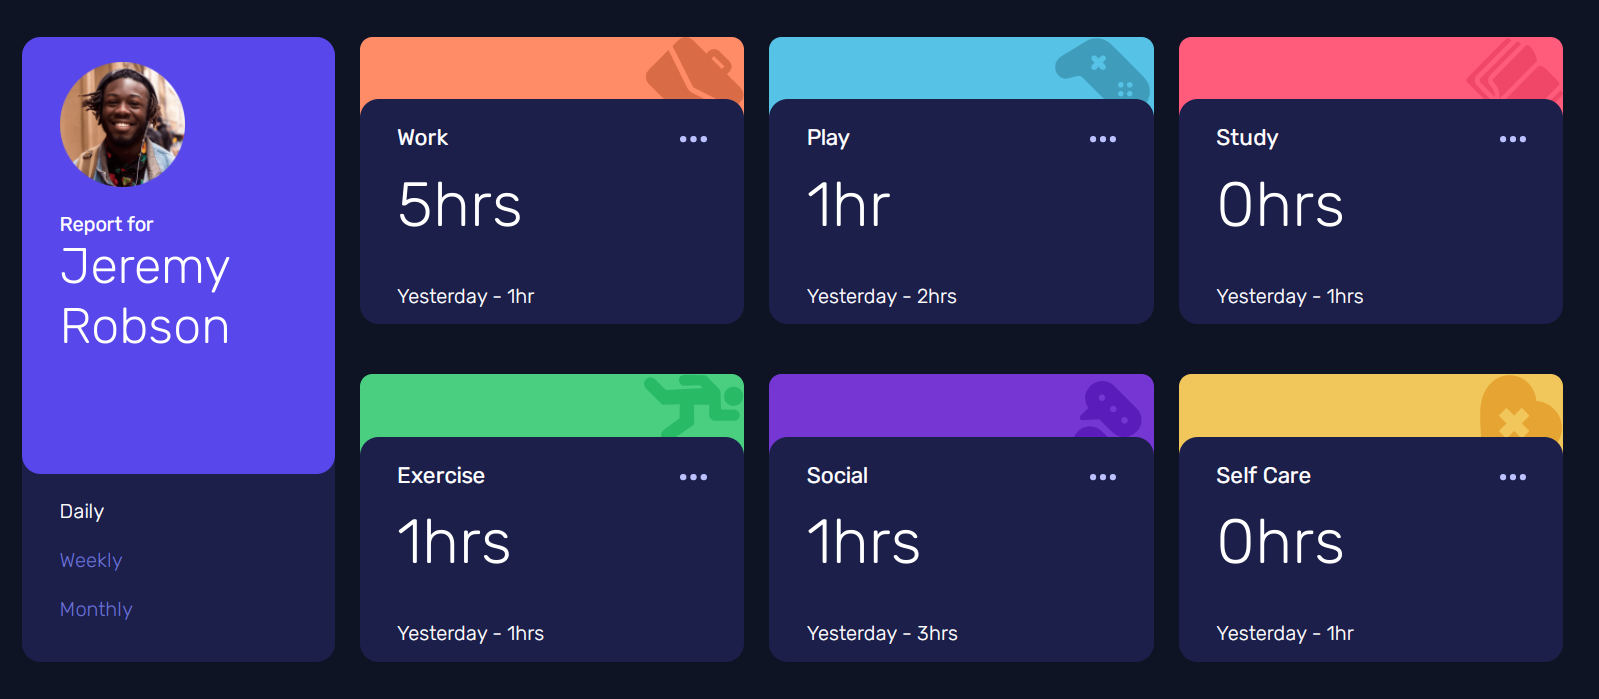 Report for
Jeremy
Robson
Daily
Weekly
Monthly
Work
5hrs
Yesterday - 1hr
Play
1hr
Yesterday - 2hrs
Study
0hrs
Yesterday - 1hrs
Exercise
1hrs
Yesterday - 1hrs
Social
1hrs
Yesterday - 3hrs
Self Care
0hrs
Yesterday - 1hr